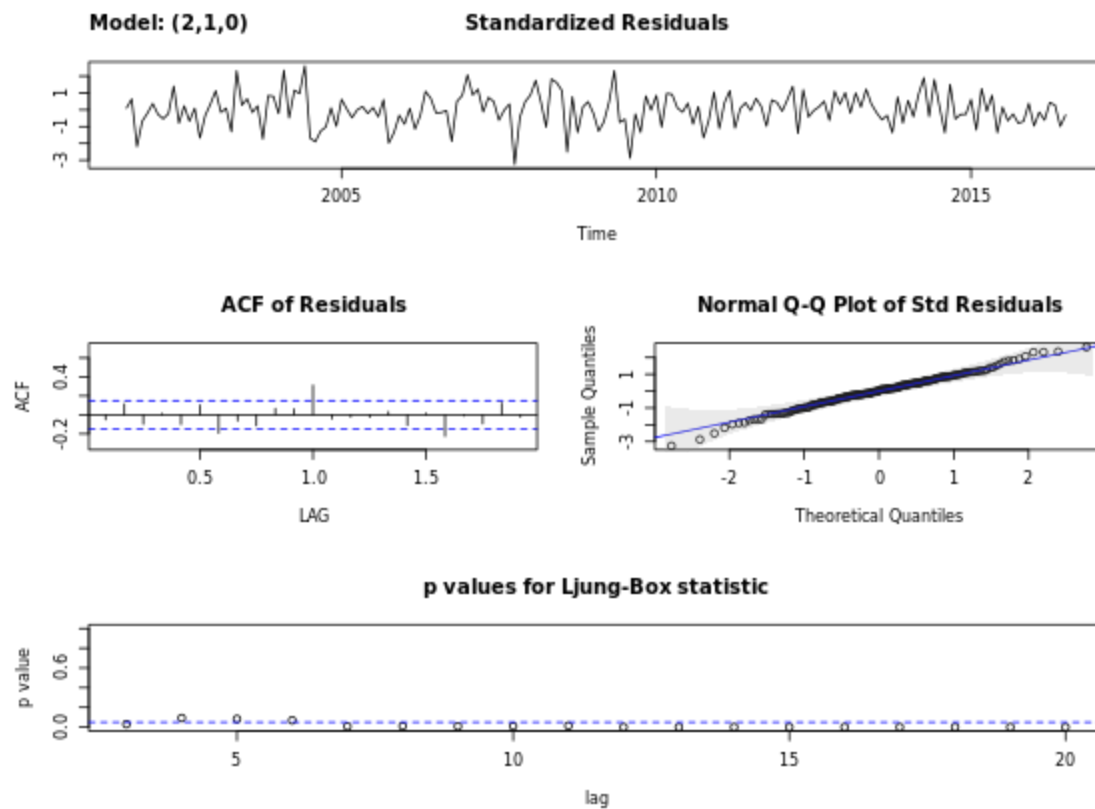 Model: (2,1,0) Standardized Residuals
1
-1
-3
2005 2010 2015
Time
ACF of Residuals
ACF
0.4
-0.2
0.5 1.0 1.5
LAG
Normal Q-Q Plot of Std Residuals
Sample Quantiles
1
-1
-3
-2 -1 0 1 2
Theoretical Quantiles
p values for Ljung-Box statistic
p value
0.6
0.0
5 10 15 20
lag